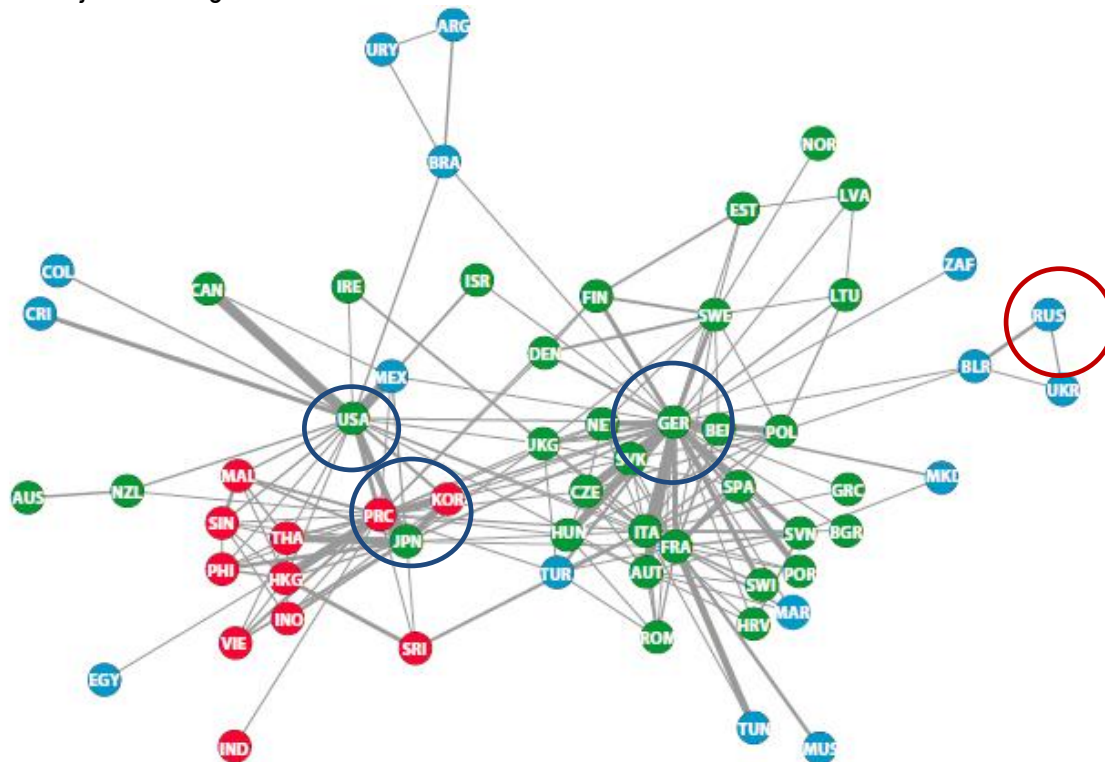 ARG
URY
BRA
NOR
LVA
EST
COL
CAN
IRE
ISR
FIN
ZAF
CRI
LTU
SWE
RUS
DEN
BLR
MEX
UKR
USA
GER
BEL
POL
UKG
SVK
MAL
MKD
CZE
SPA
GRC
AUS
NZL
KOR
PRC
SIN
THA
JPN
HUN
ITA
FRA
SVN
BGR
PHI
HKG
TUR
AUT
SWI
POR
INO
MAR
VIE
HRV
ROM
SRI
EGY
TUN
IND
MUS